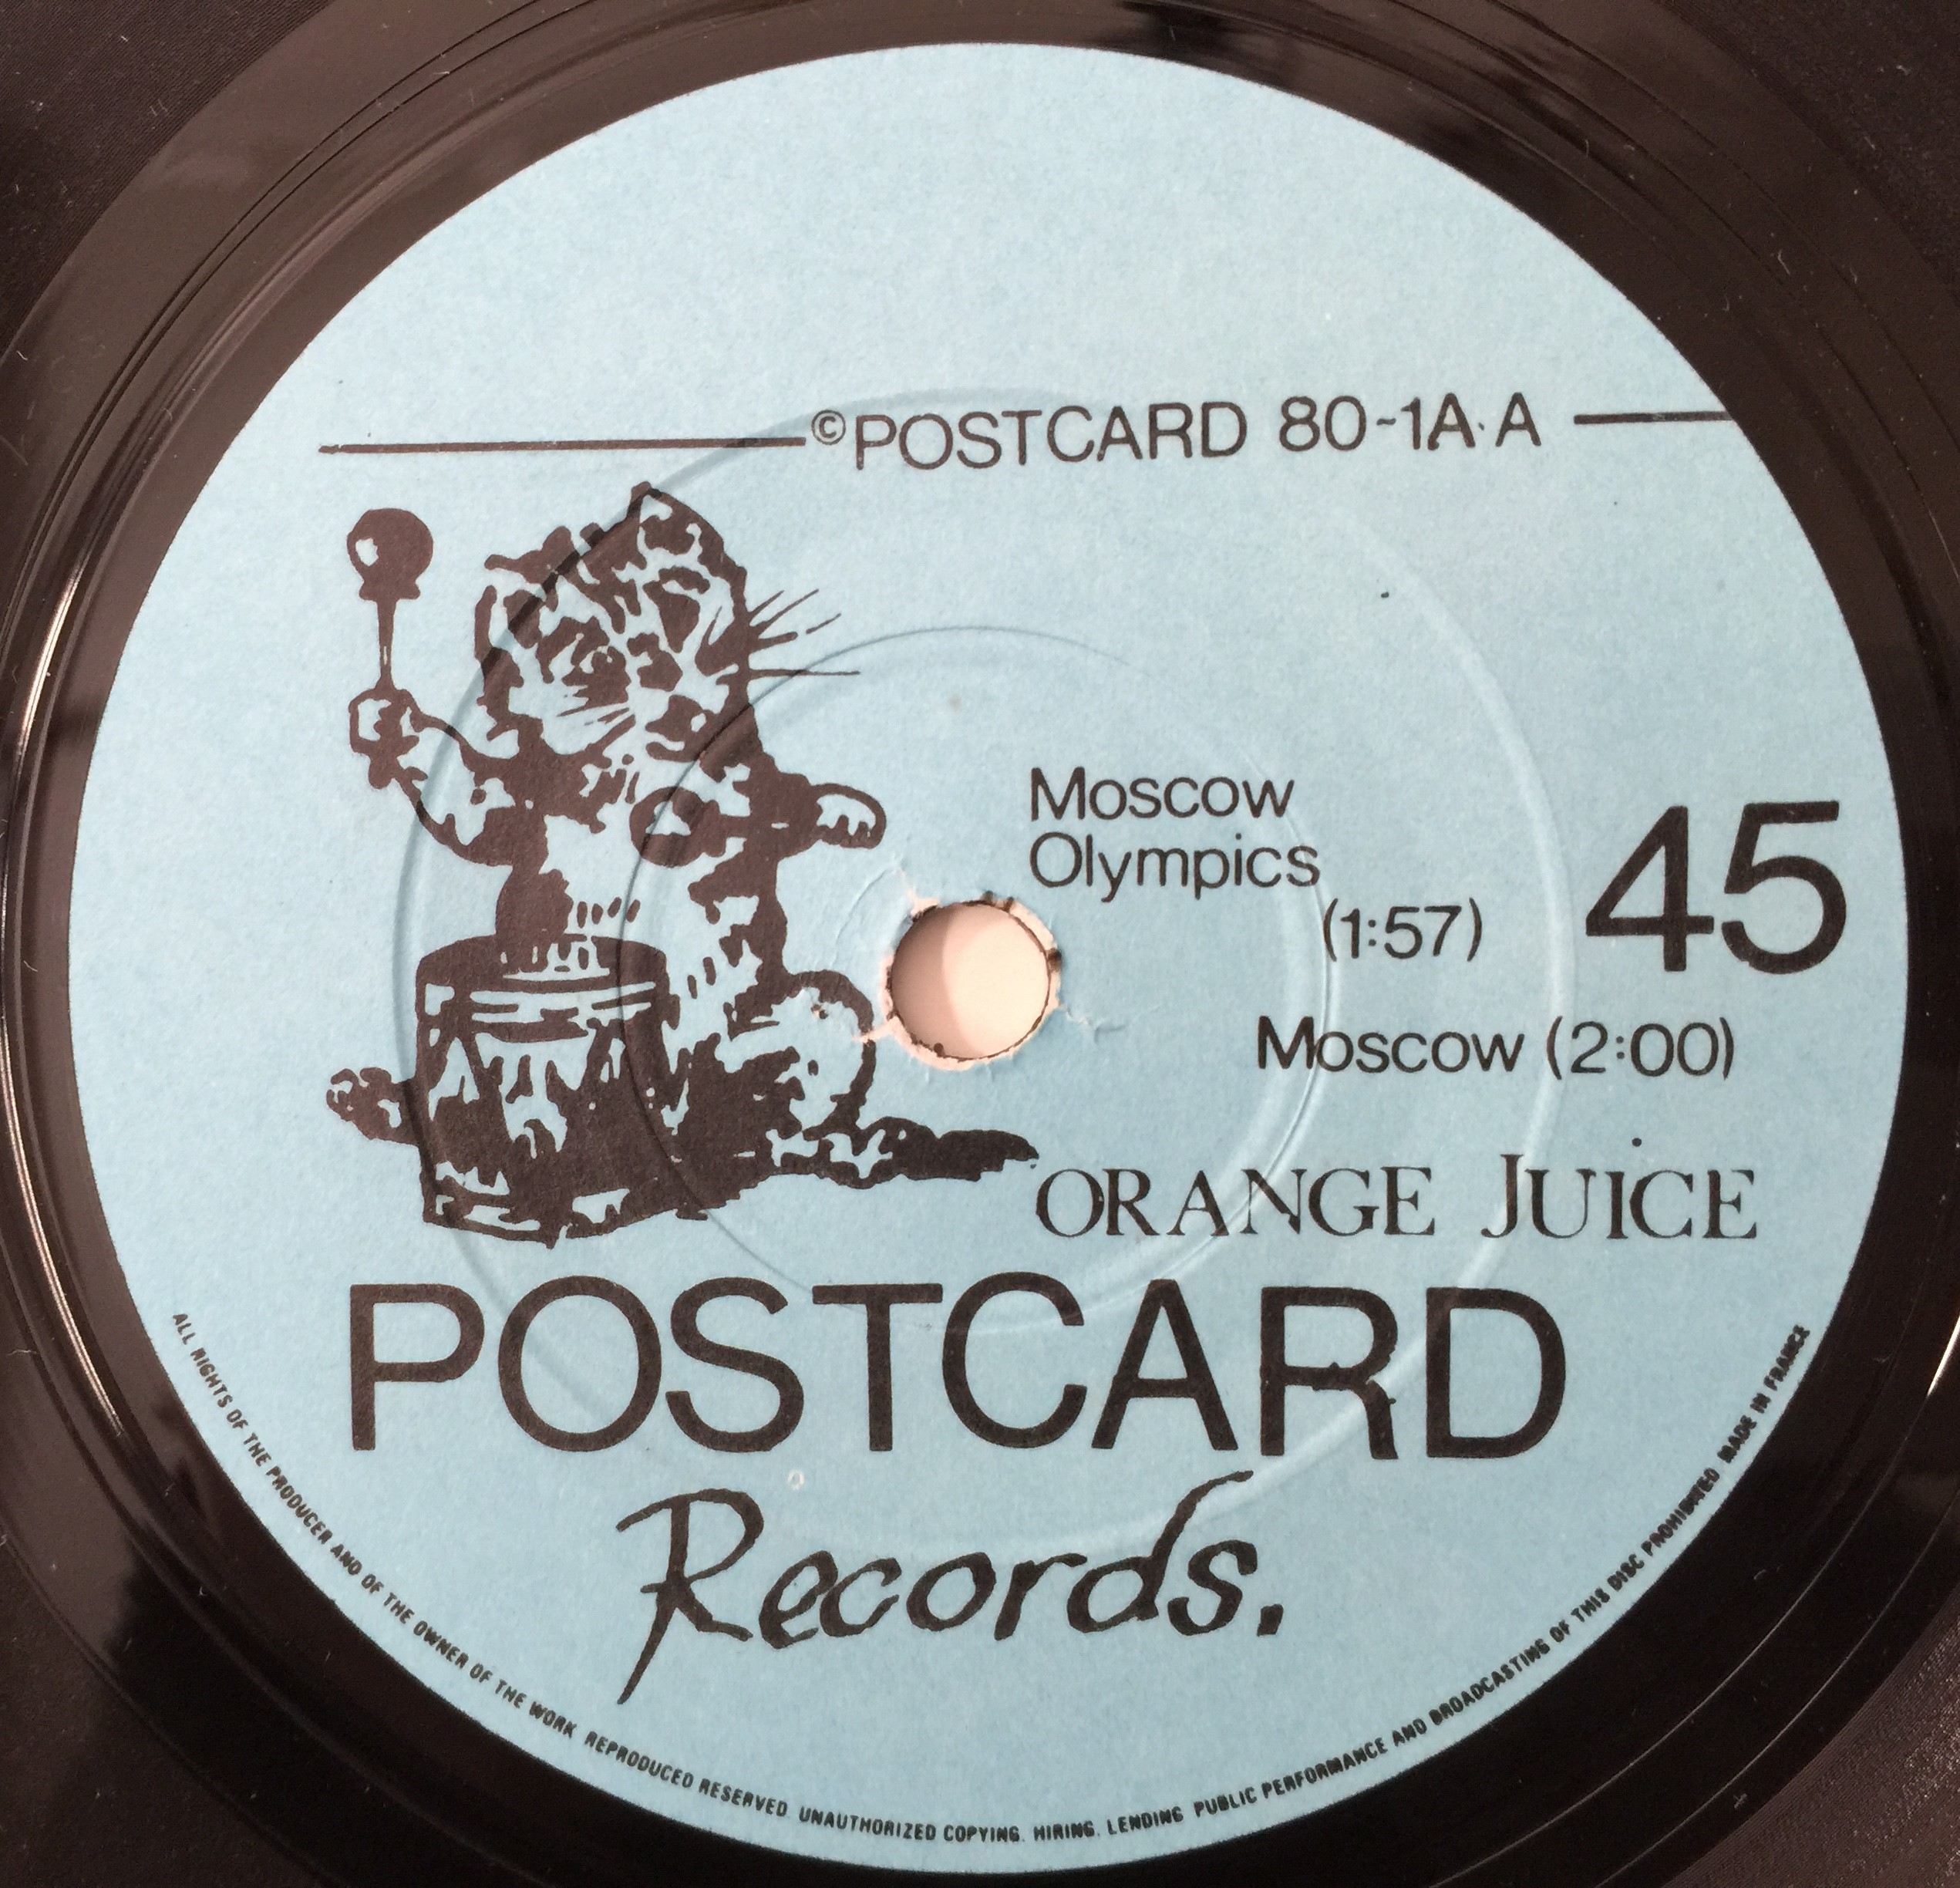 ©POSTCARD 80-1A·A
Moscow
Olympics
(1:57)
45
Moscow (2:00)
ORANGE JUiCE
POSTCARD
Records.
ALL RIGHTS OF THE PRODUCER AND OF THE OWNER OF THE WORK REPRODUCED RESERVED UNAUTHORIZED COPYING. HIRING. LENDING PUBLIC PERFORMANCE AND BROADCASTING OF THIS DISC PROHIBITED MADE IN FRANCE